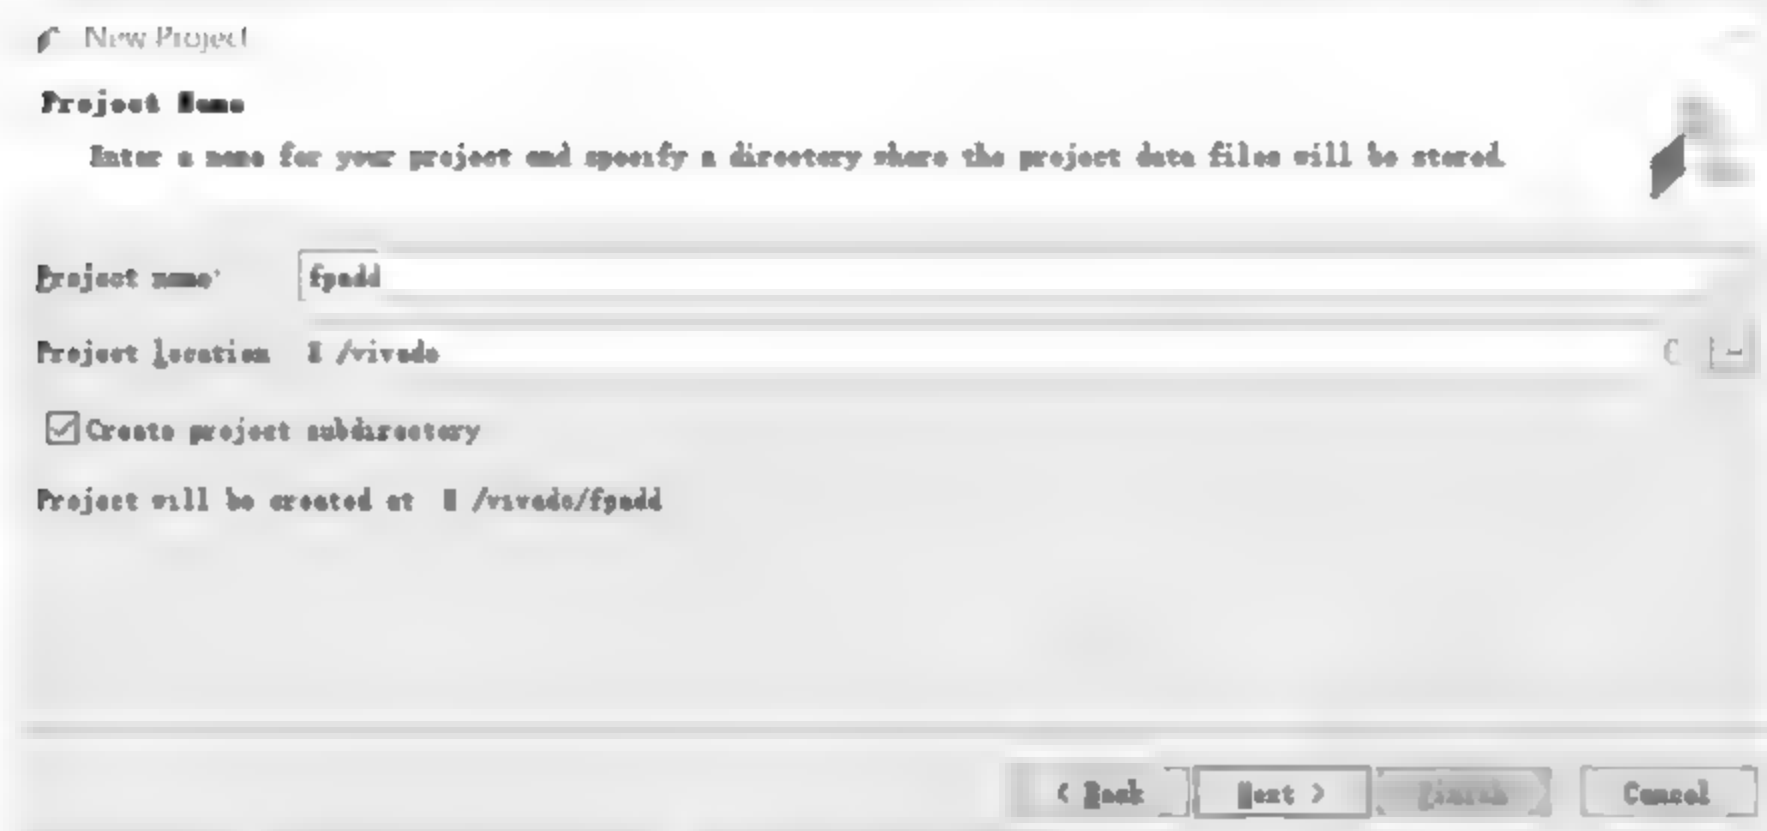 New Project
Project Name
Enter a name for your project and specify a directory where the project data files will be stored.
Project name:
fpadd
Project location
/vivado
Create project subdirectory
Project will be created at /vivado/fpadd
< Back
Next >
Finish
Cancel